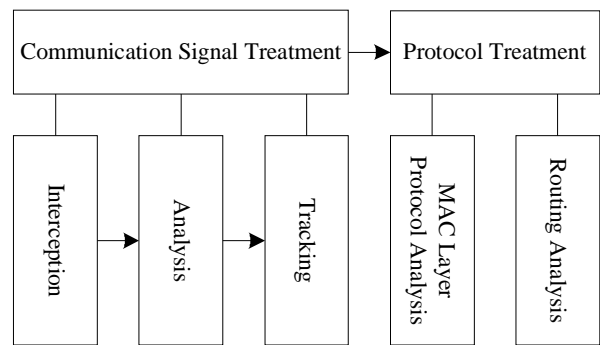 Communication Signal Treatment
Protocol Treatment
Interception
Analysis
Tracking
MAC Layer
Protocol Analysis
Routing Analysis